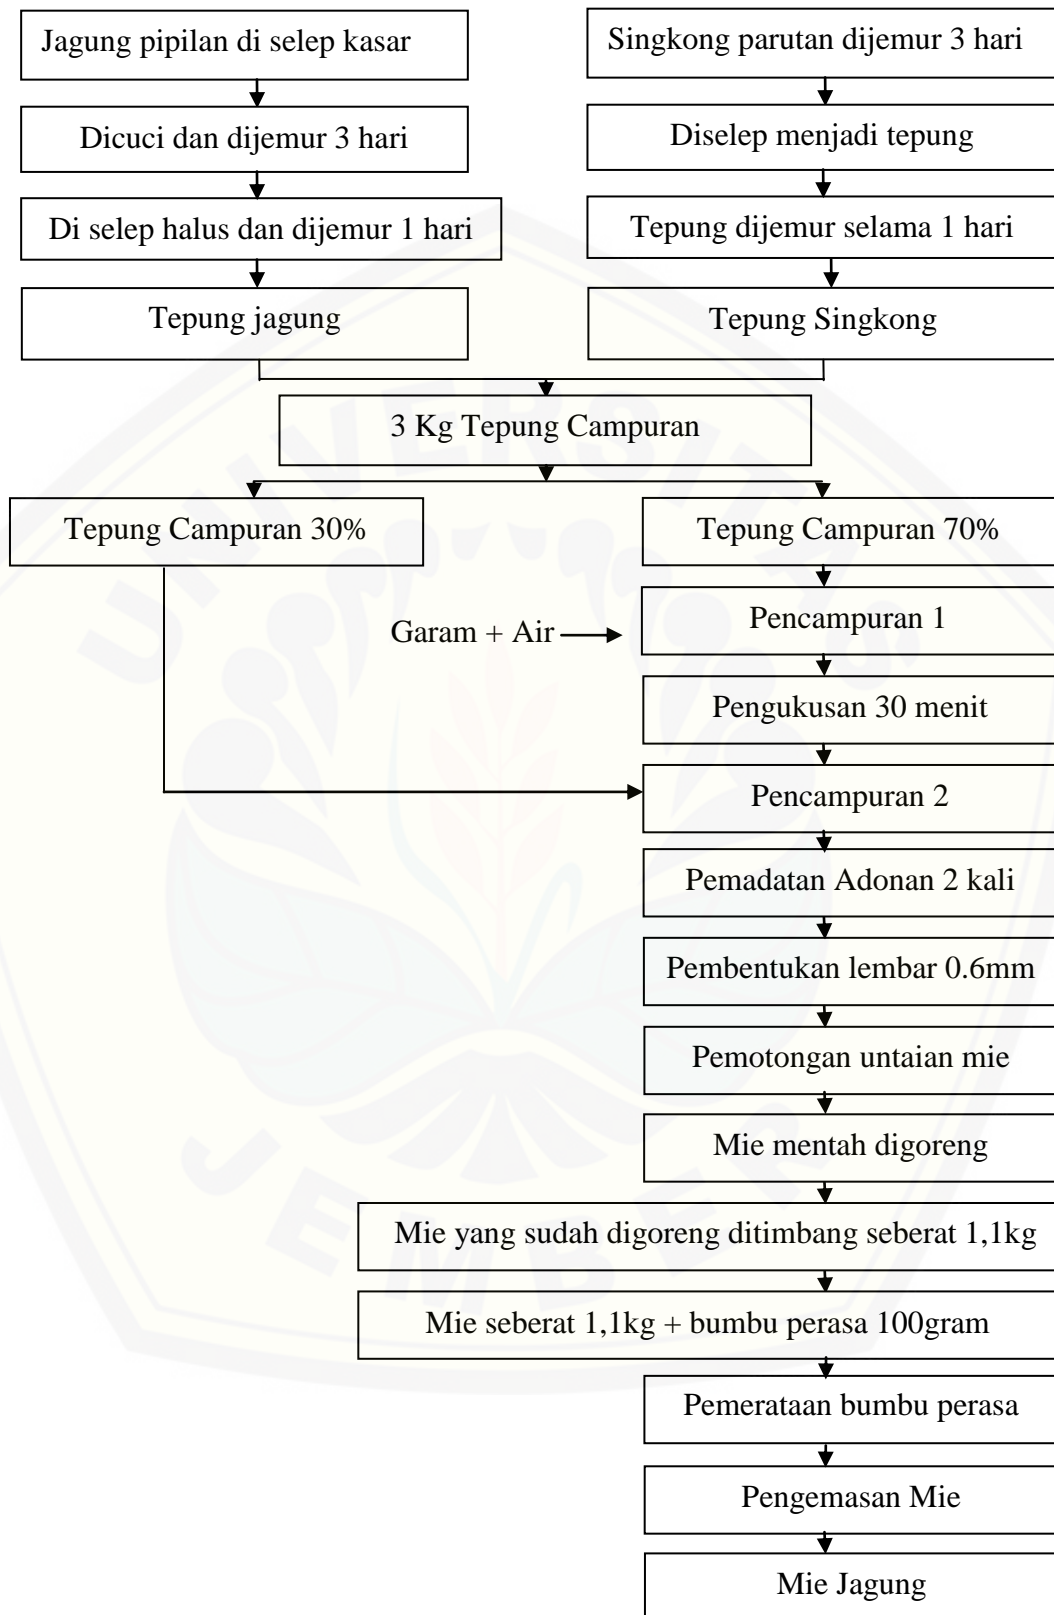 Jagung pipilan di selep kasar
Singkong parutan dijemur 3 hari
Dicuci dan dijemur 3 hari
Diselep menjadi tepung
Di selep halus dan dijemur 1 hari
Tepung dijemur selama 1 hari
Tepung jagung
Tepung Singkong
3 Kg Tepung Campuran
Tepung Campuran 30%
Tepung Campuran 70%
Garam + Air
Pencampuran 1
Pengukusan 30 menit
Pencampuran 2
Pemadatan Adonan 2 kali
Pembentukan lembar 0.6mm
Pemotongan untaian mie
Mie mentah digoreng
Mie yang sudah digoreng ditimbang seberat 1,1kg
Mie seberat 1,1kg + bumbu perasa 100gram
Pemerataan bumbu perasa
Pengemasan Mie
Mie Jagung
UNIVERSITAS
JEMBER